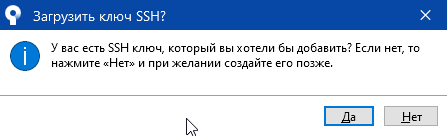 Загрузить ключ SSH?
У вас есть SSH ключ, который вы хотели бы добавить? Если нет, то
нажмите «Нет» и при желании создайте его позже.
Да Нет